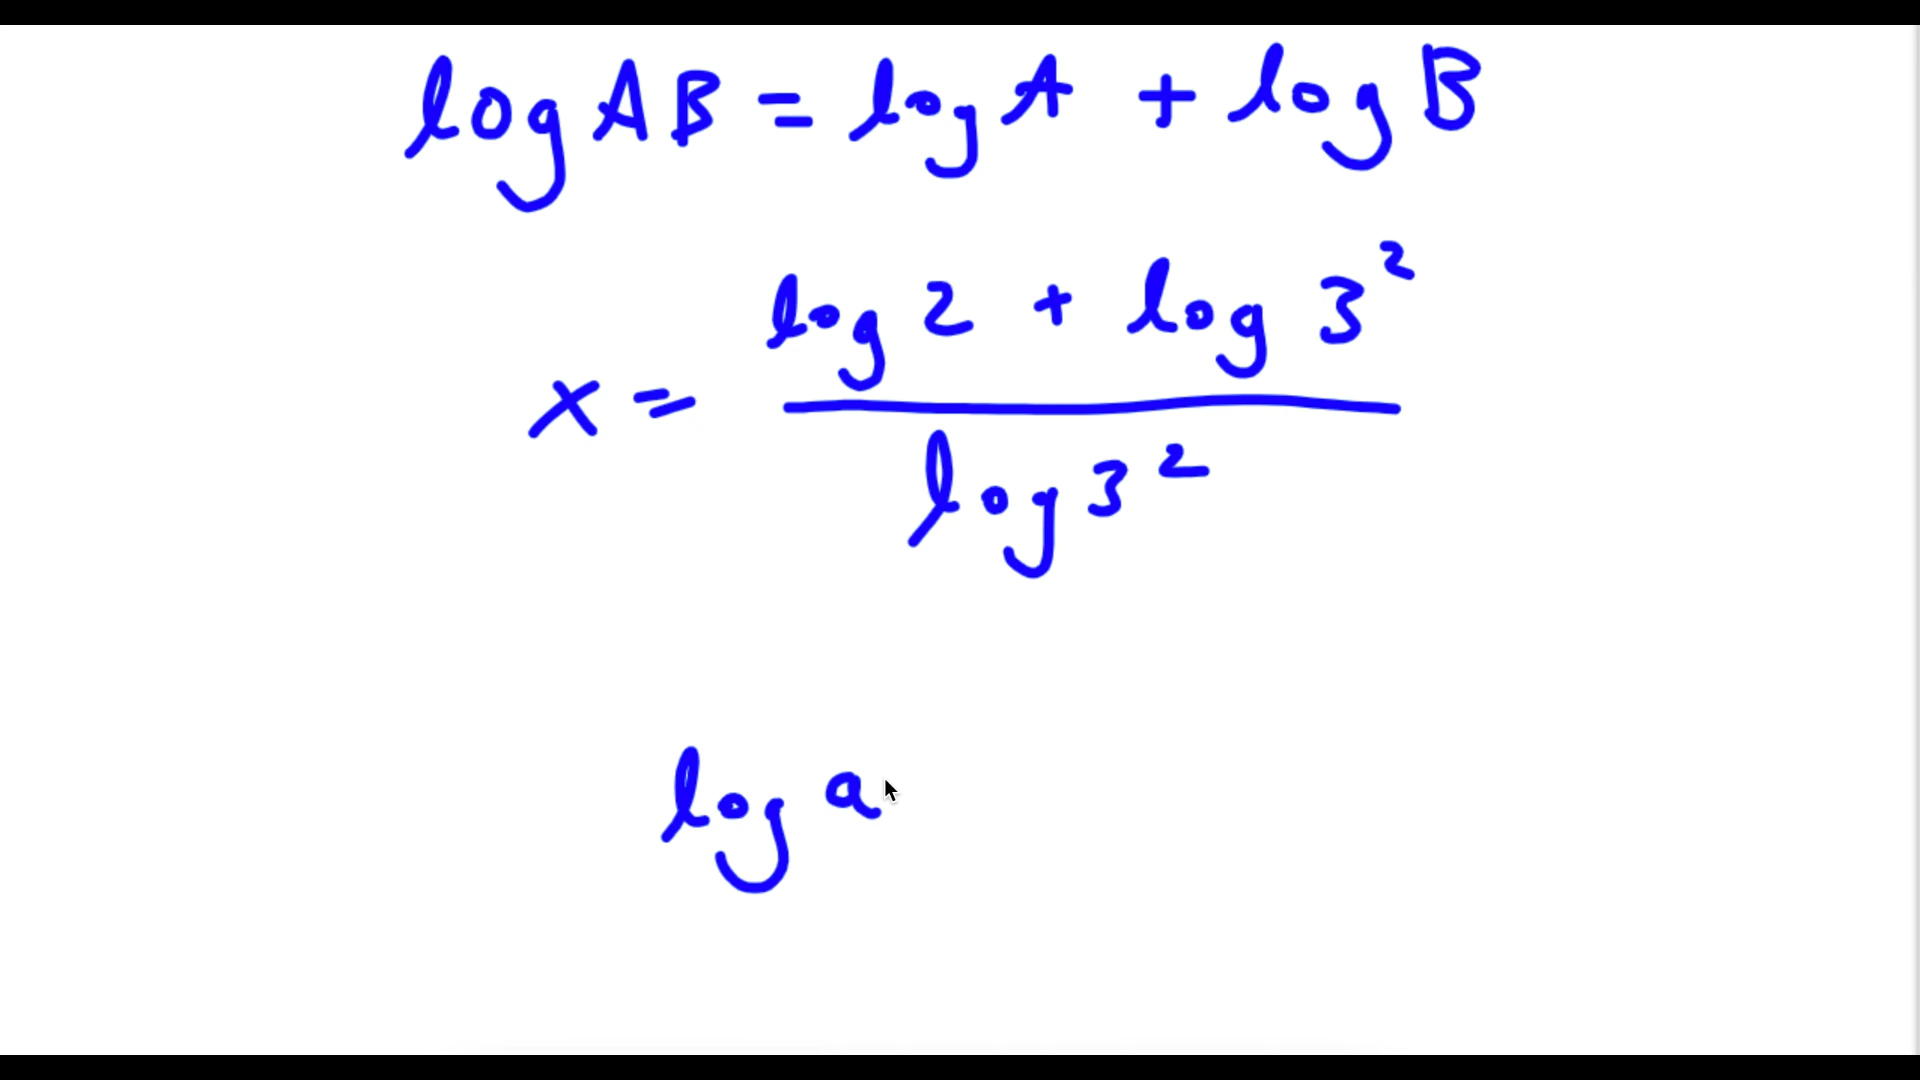 log AB = log A + log B
x = (log 2 + log 3²) / (log 3²)
log a